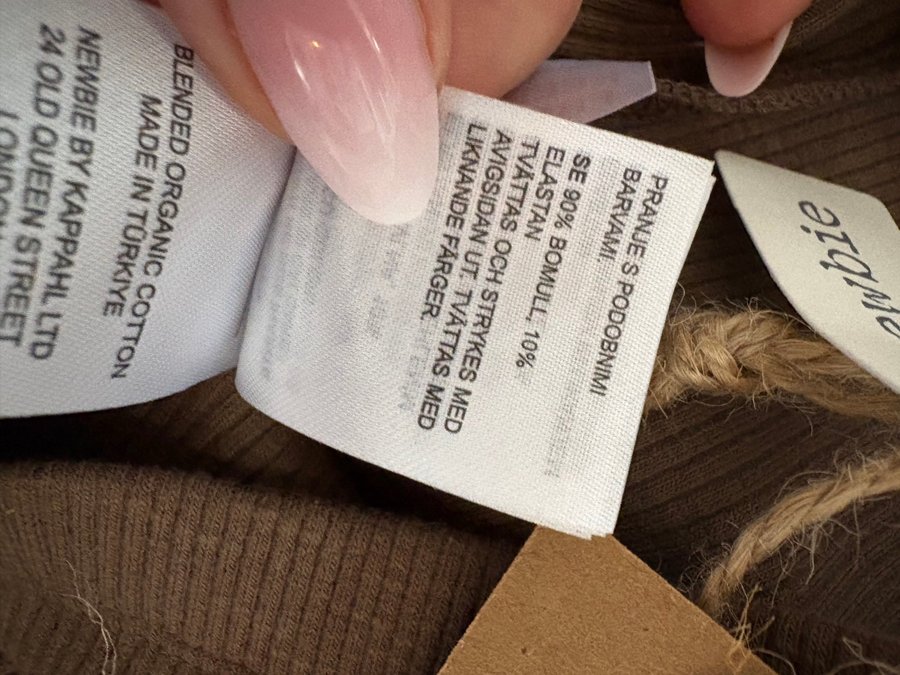 BLENDED ORGANIC COTTON
MADE IN TÜRKIYE
NEWBIE BY KAPPAHL LTD
24 OLD QUEEN STREET
PRANJE S PODOBNIMI
BARVAMI.
SE 90% BOMULL, 10%
ELASTAN
TVÄTTAS OCH STRYKES MED
AVIGSIDAN UT. TVÄTTAS MED
LIKNANDE FÄRGER.